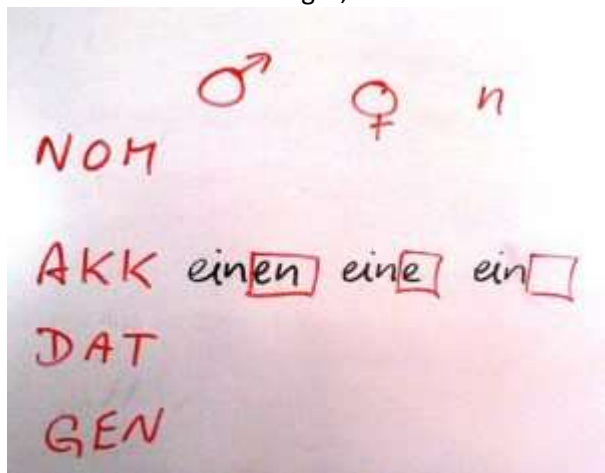 ♂ ♀ n
NOM
AKK einen eine ein
DAT
GEN